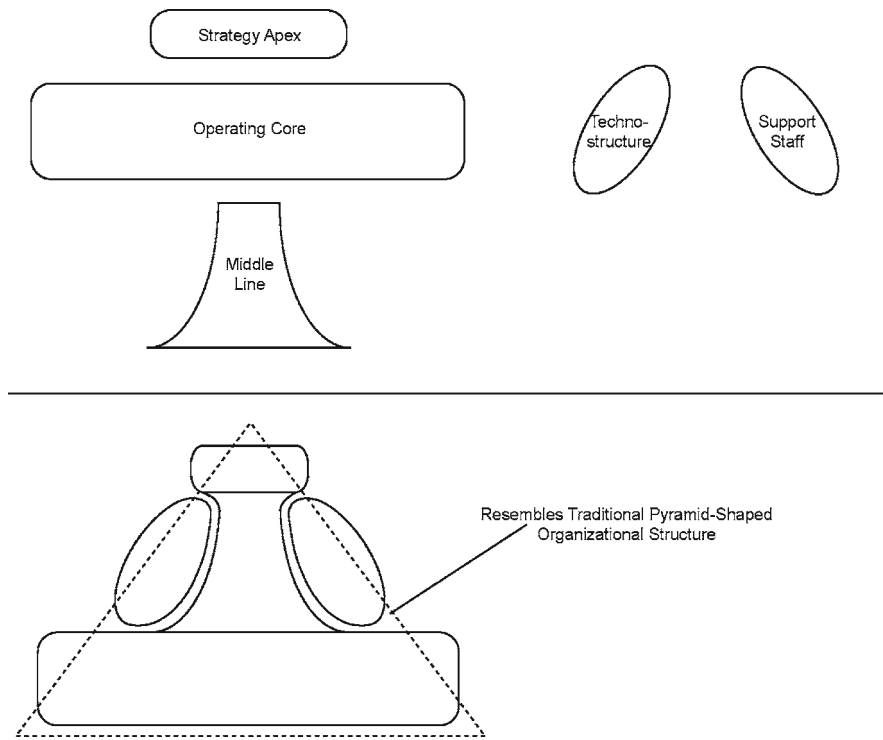 Strategy Apex
Operating Core
Techno-
structure
Support
Staff
Middle
Line
Resembles Traditional Pyramid-Shaped
Organizational Structure